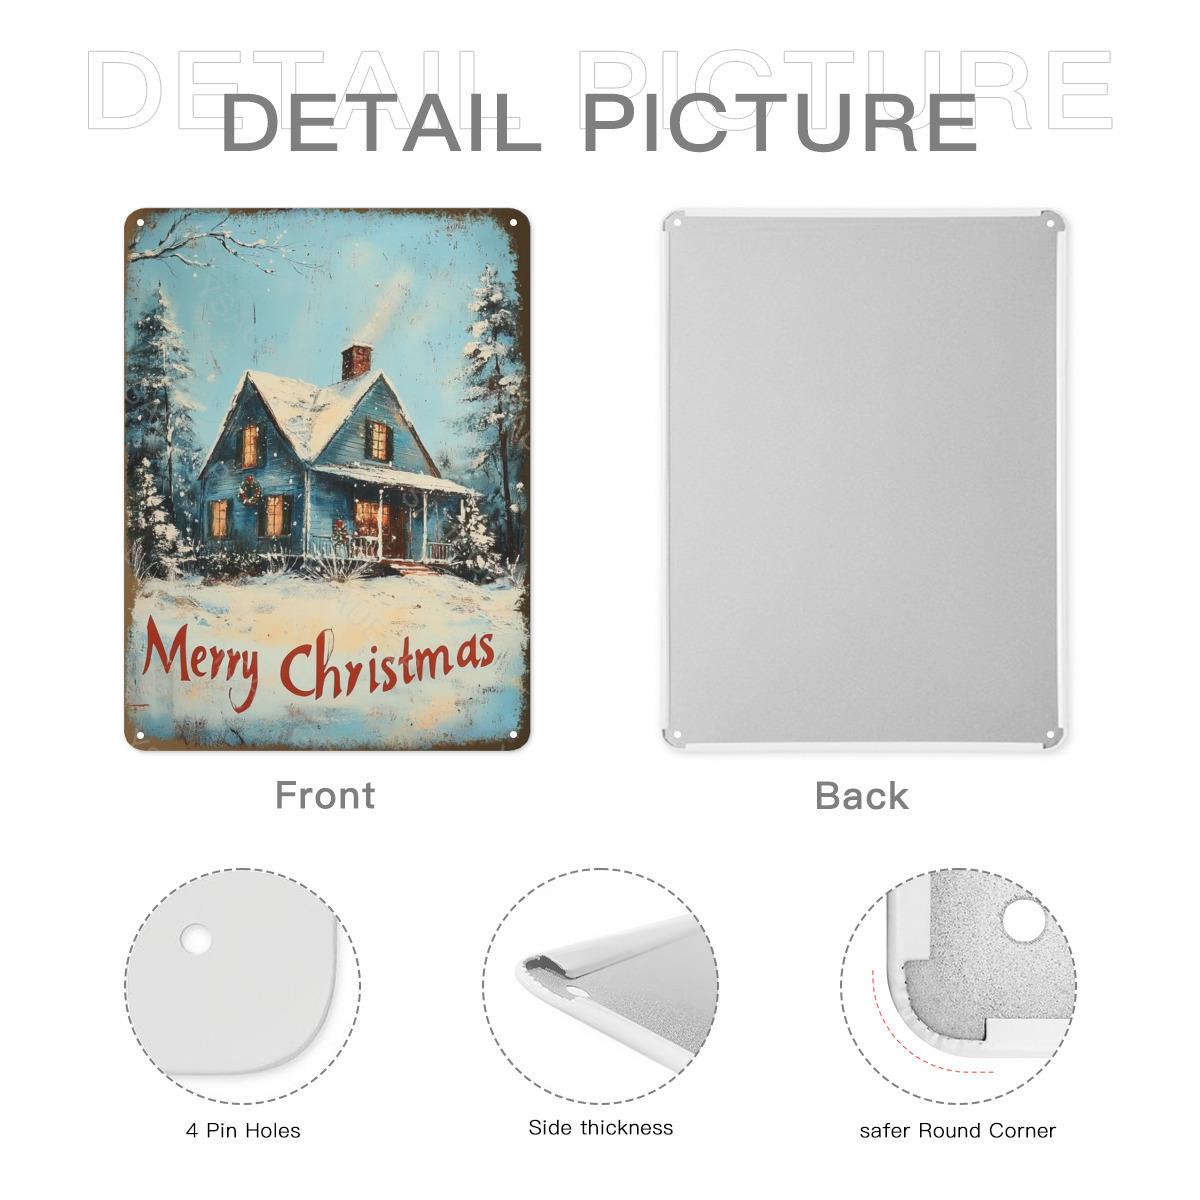 DETAIL PICTURE
DETAIL PICTURE
Merry Christmas
Front
Back
4 Pin Holes
Side thickness
safer Round Corner